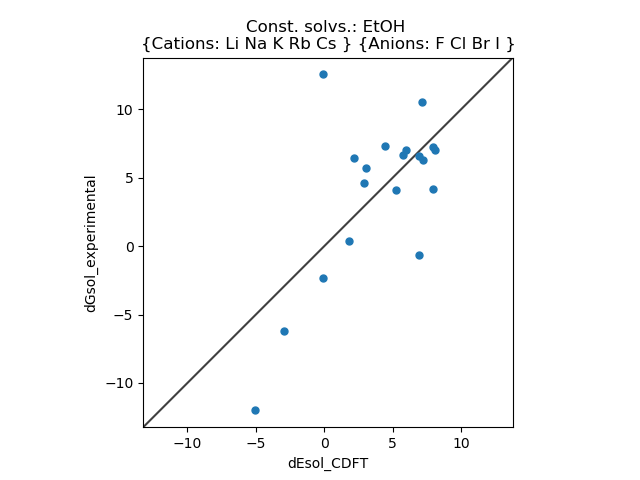 Const. solvs.: EtOH
{Cations: Li Na K Rb Cs } {Anions: F Cl Br I }
dGsol_experimental
10
5
0
−5
−10
−10 −5 0 5 10
dEsol_CDFT